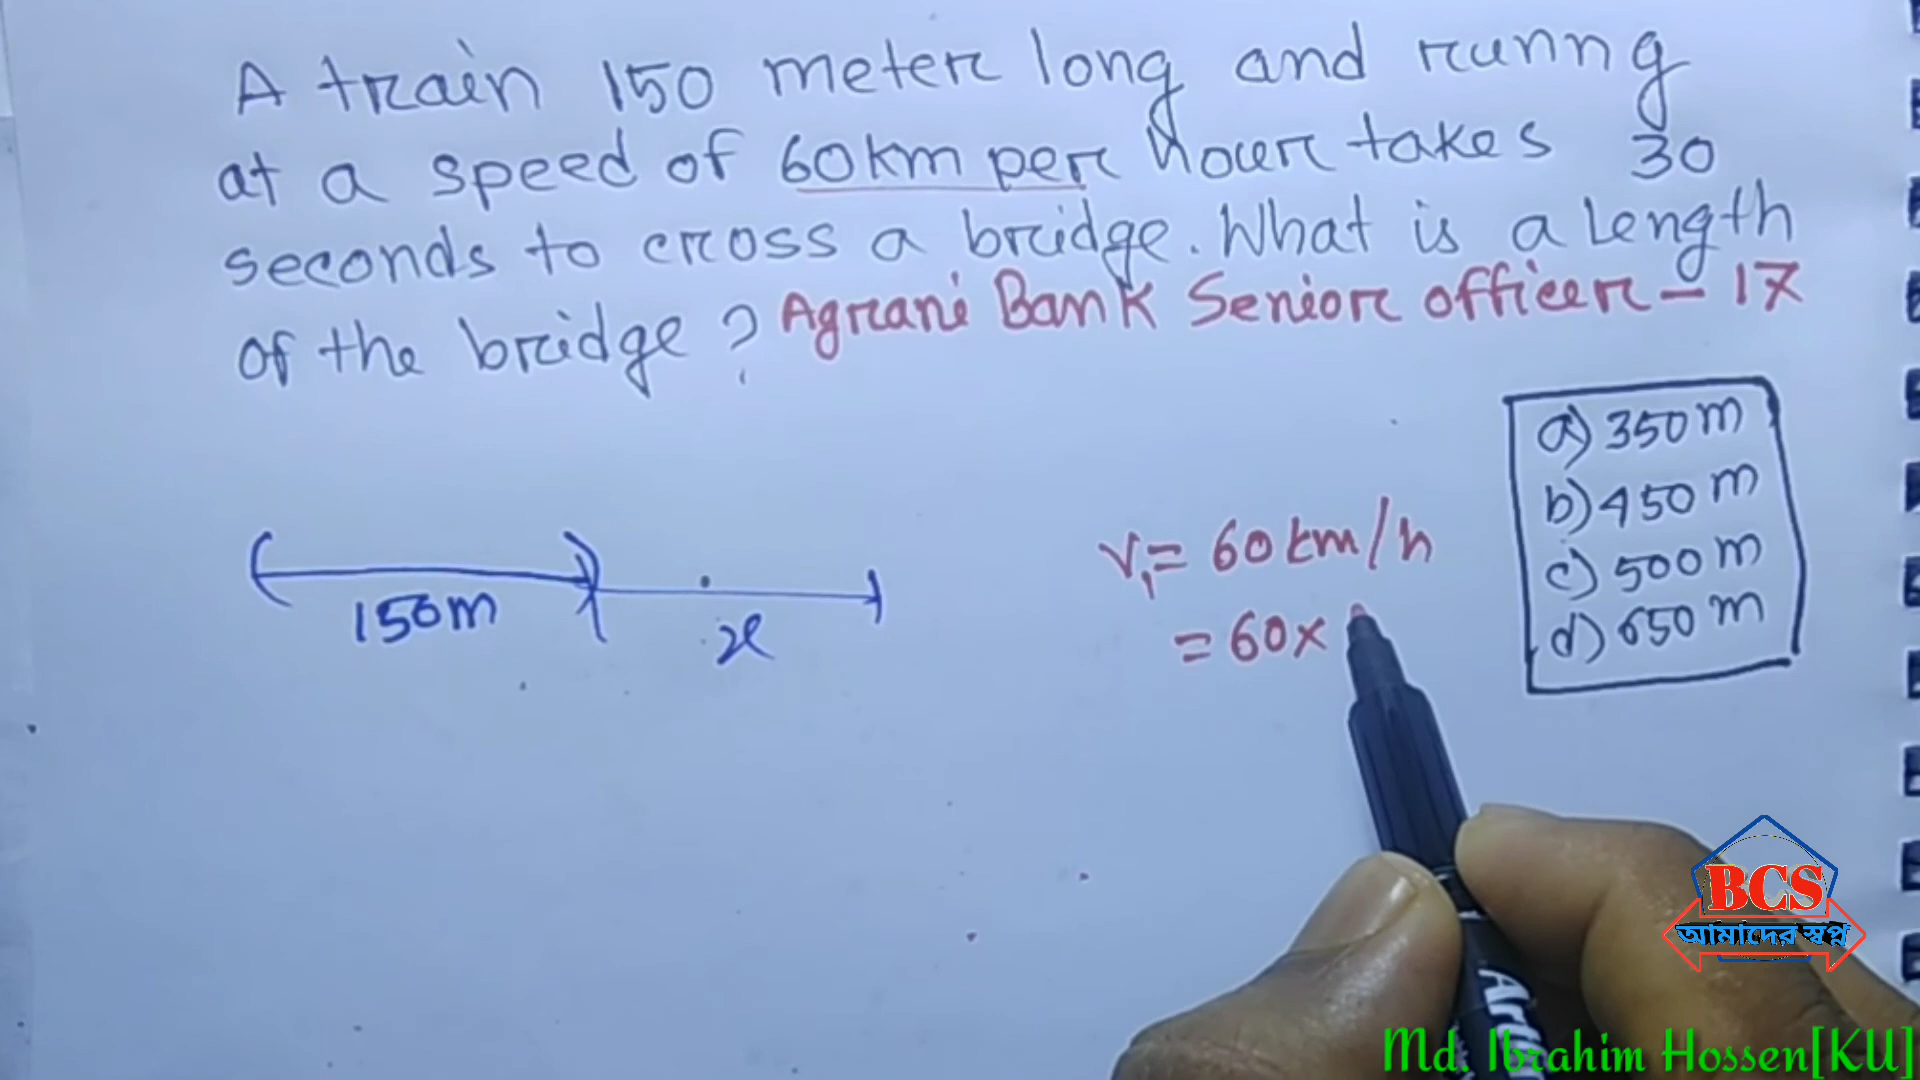 A train 150 meter long and runng
at a speed of 60km per hour takes 30
seconds to cross a bridge. What is a length
of the bridge? Agrani Bank Senior officer - 17
a) 350 m
b) 450 m
c) 500 m
d) 650 m
150m
x
V₁ = 60 km/h
= 60x
BCS
আমাদের স্বপ্ন
Md. Ibrahim Hossen[KU]